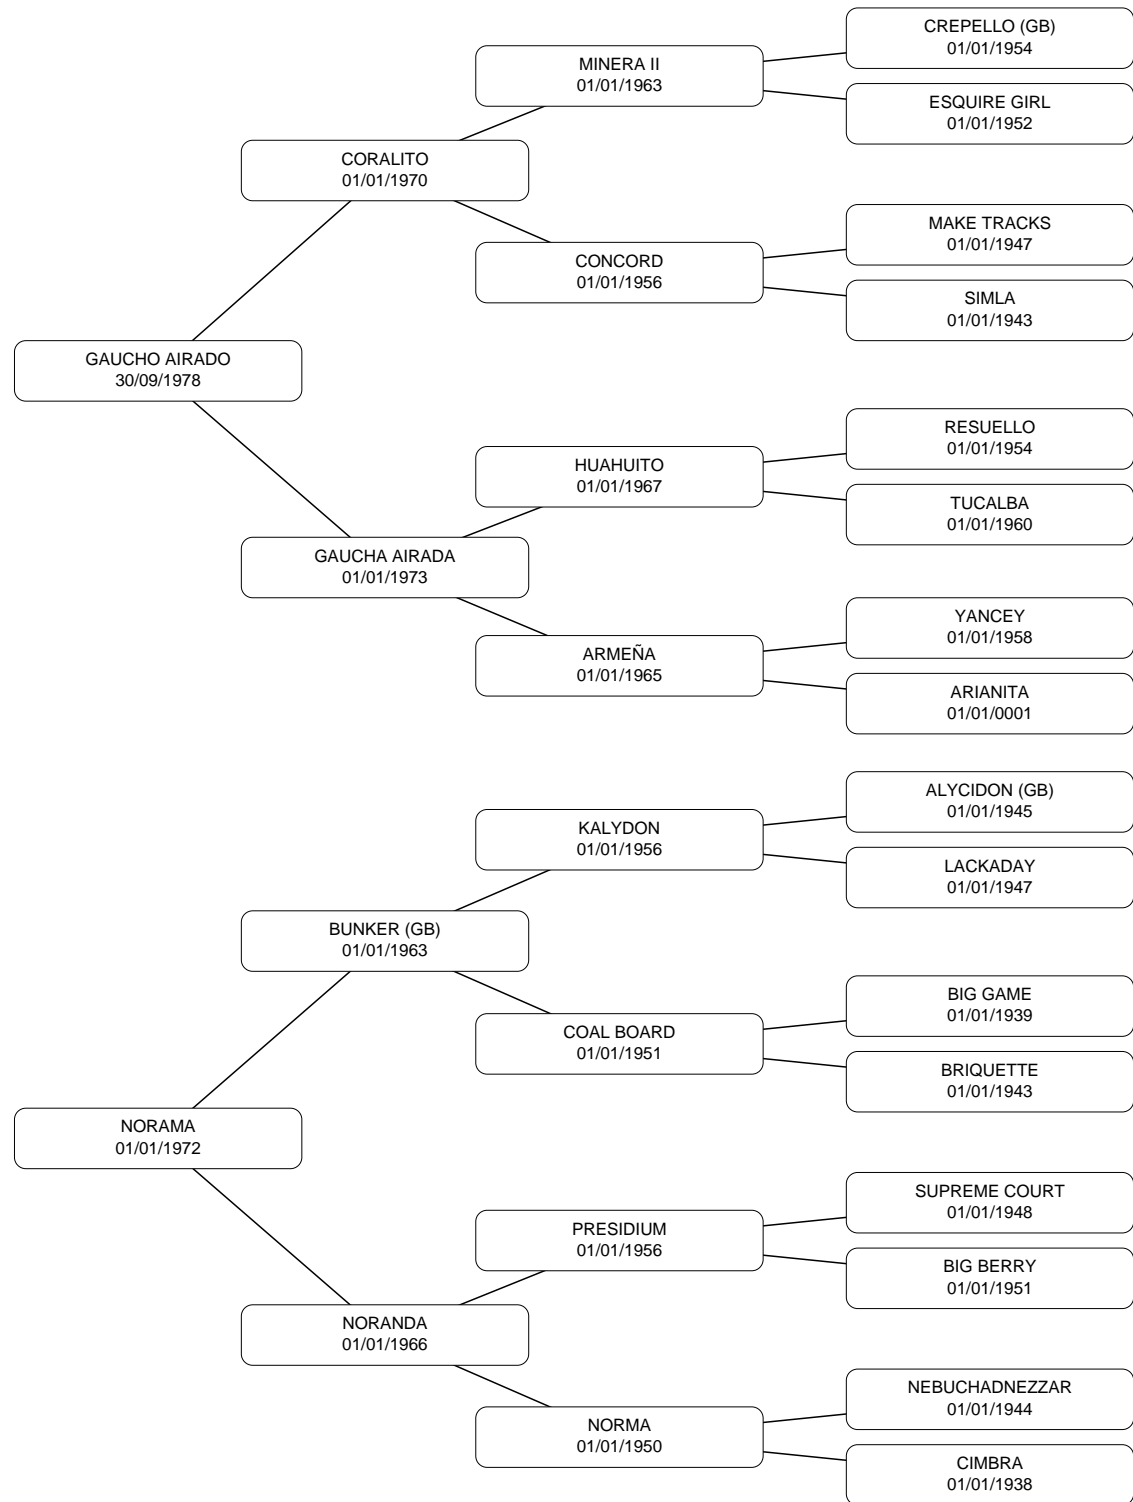 CREPELLO (GB)
01/01/1954
MINERA II
01/01/1963
ESQUIRE GIRL
01/01/1952
CORALITO
01/01/1970
MAKE TRACKS
01/01/1947
CONCORD
01/01/1956
SIMLA
01/01/1943
GAUCHO AIRADO
30/09/1978
RESUELLO
01/01/1954
HUAHUITO
01/01/1967
TUCALBA
01/01/1960
GAUCHA AIRADA
01/01/1973
YANCEY
01/01/1958
ARMEÑA
01/01/1965
ARIANITA
01/01/0001
ALYCIDON (GB)
01/01/1945
KALYDON
01/01/1956
LACKADAY
01/01/1947
BUNKER (GB)
01/01/1963
BIG GAME
01/01/1939
COAL BOARD
01/01/1951
BRIQUETTE
01/01/1943
NORAMA
01/01/1972
SUPREME COURT
01/01/1948
PRESIDIUM
01/01/1956
BIG BERRY
01/01/1951
NORANDA
01/01/1966
NEBUCHADNEZZAR
01/01/1944
NORMA
01/01/1950
CIMBRA
01/01/1938